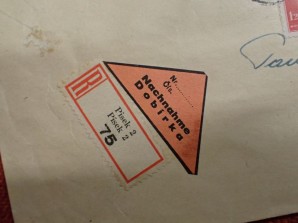 R
Pisek 2
Písek 2
75
Nr.
Čís.
Nachnahme
Dobírka